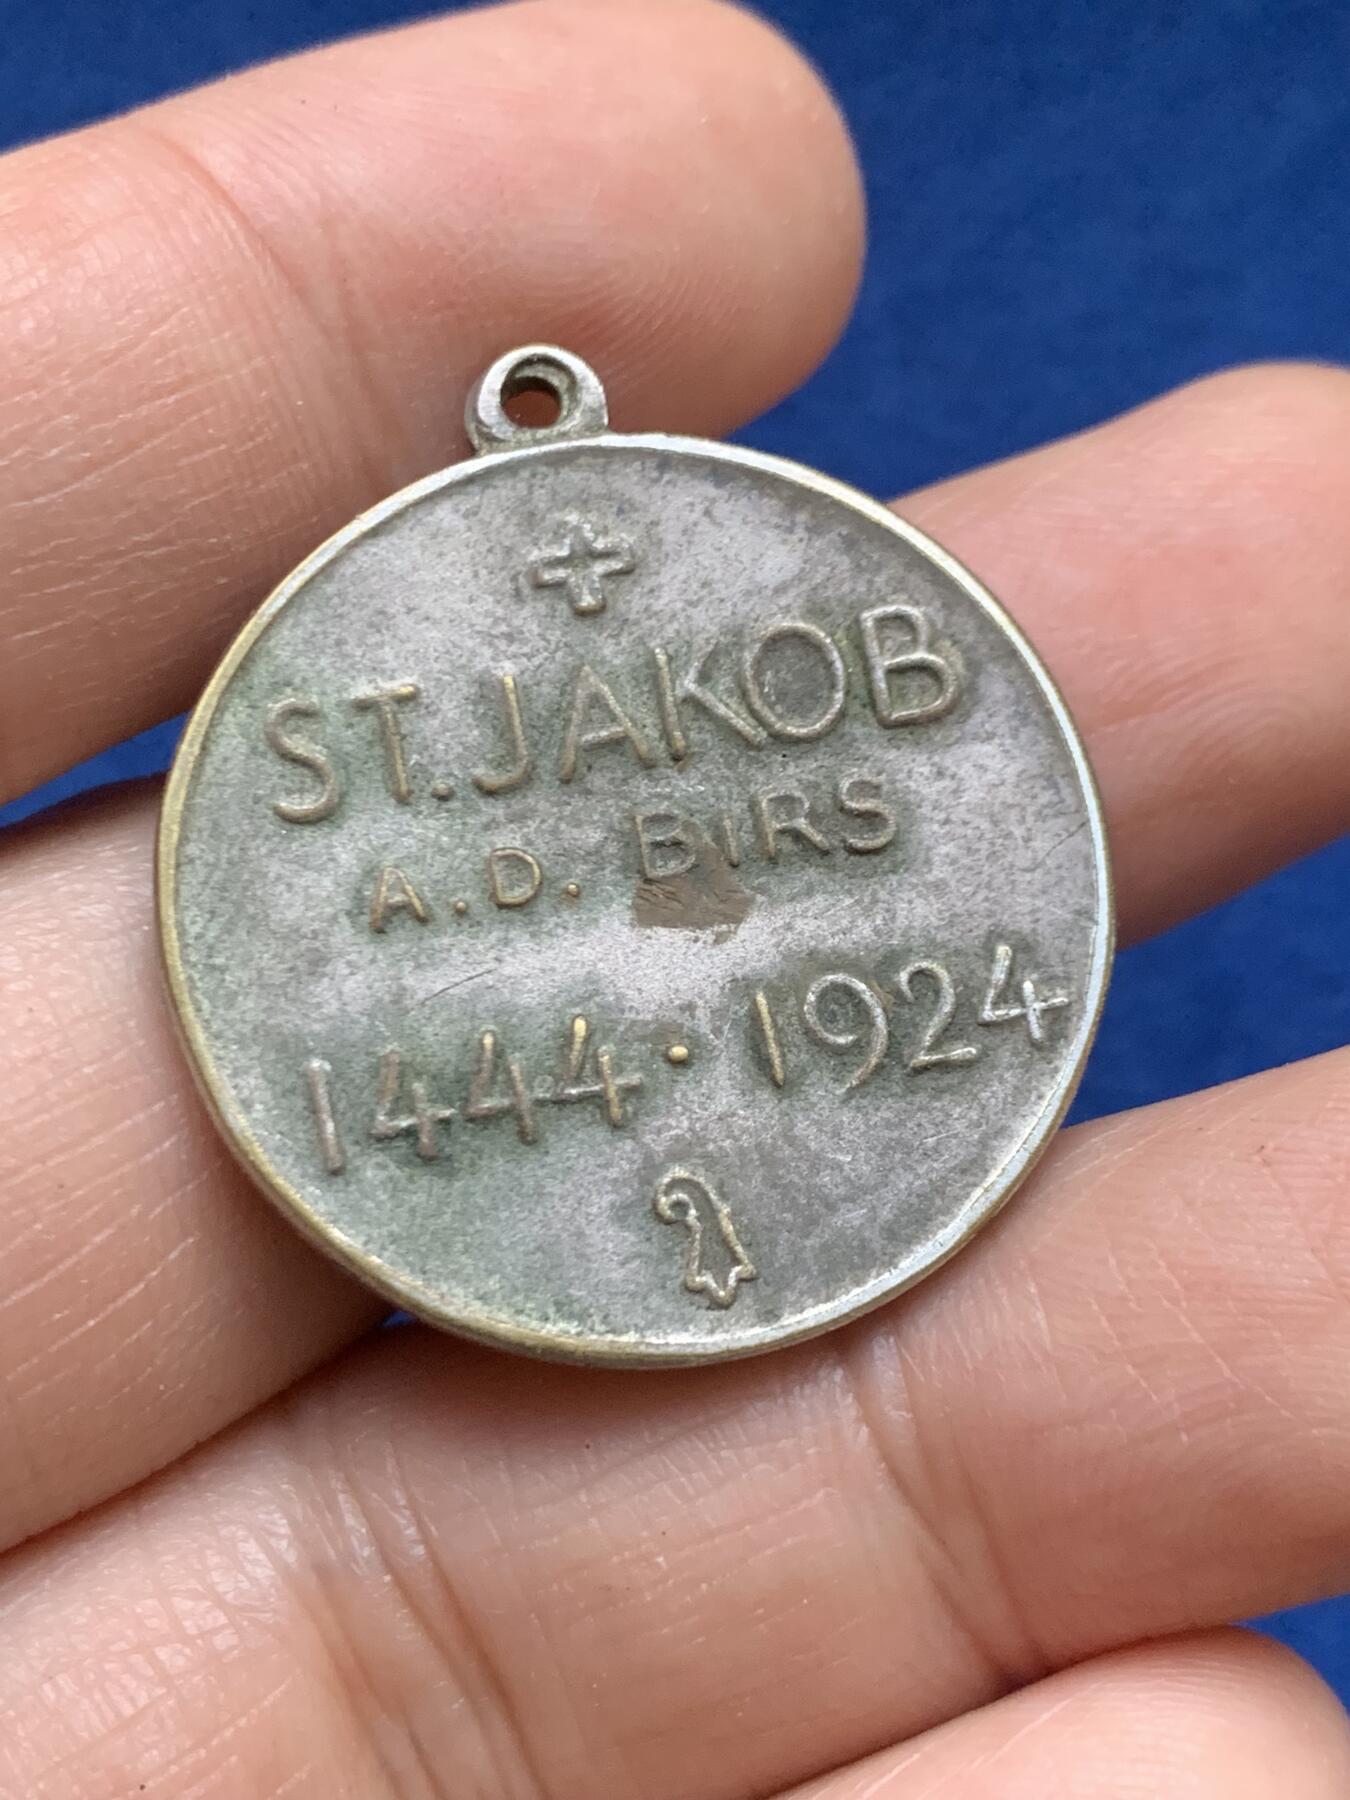 ST. JAKOB
A. D. BIRS
1444 · 1924